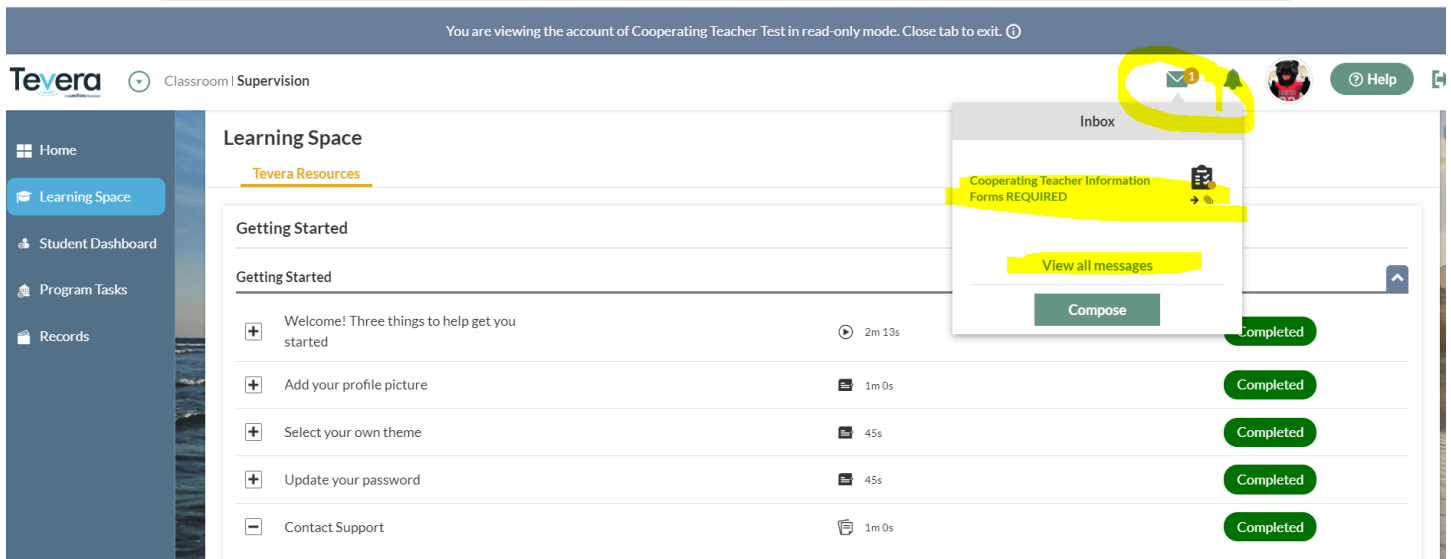 You are viewing the account of Cooperating Teacher Test in read-only mode. Close tab to exit.
Tevera
Classroom | Supervision
1
Help
Home
Learning Space
Student Dashboard
Program Tasks
Records
Learning Space
Tevera Resources
Getting Started
Getting Started
Welcome! Three things to help get you
started
2m 13s
Completed
Add your profile picture
1m 0s
Completed
Select your own theme
45s
Completed
Update your password
45s
Completed
Contact Support
1m 0s
Completed
Inbox
Cooperating Teacher Information
Forms REQUIRED
View all messages
Compose